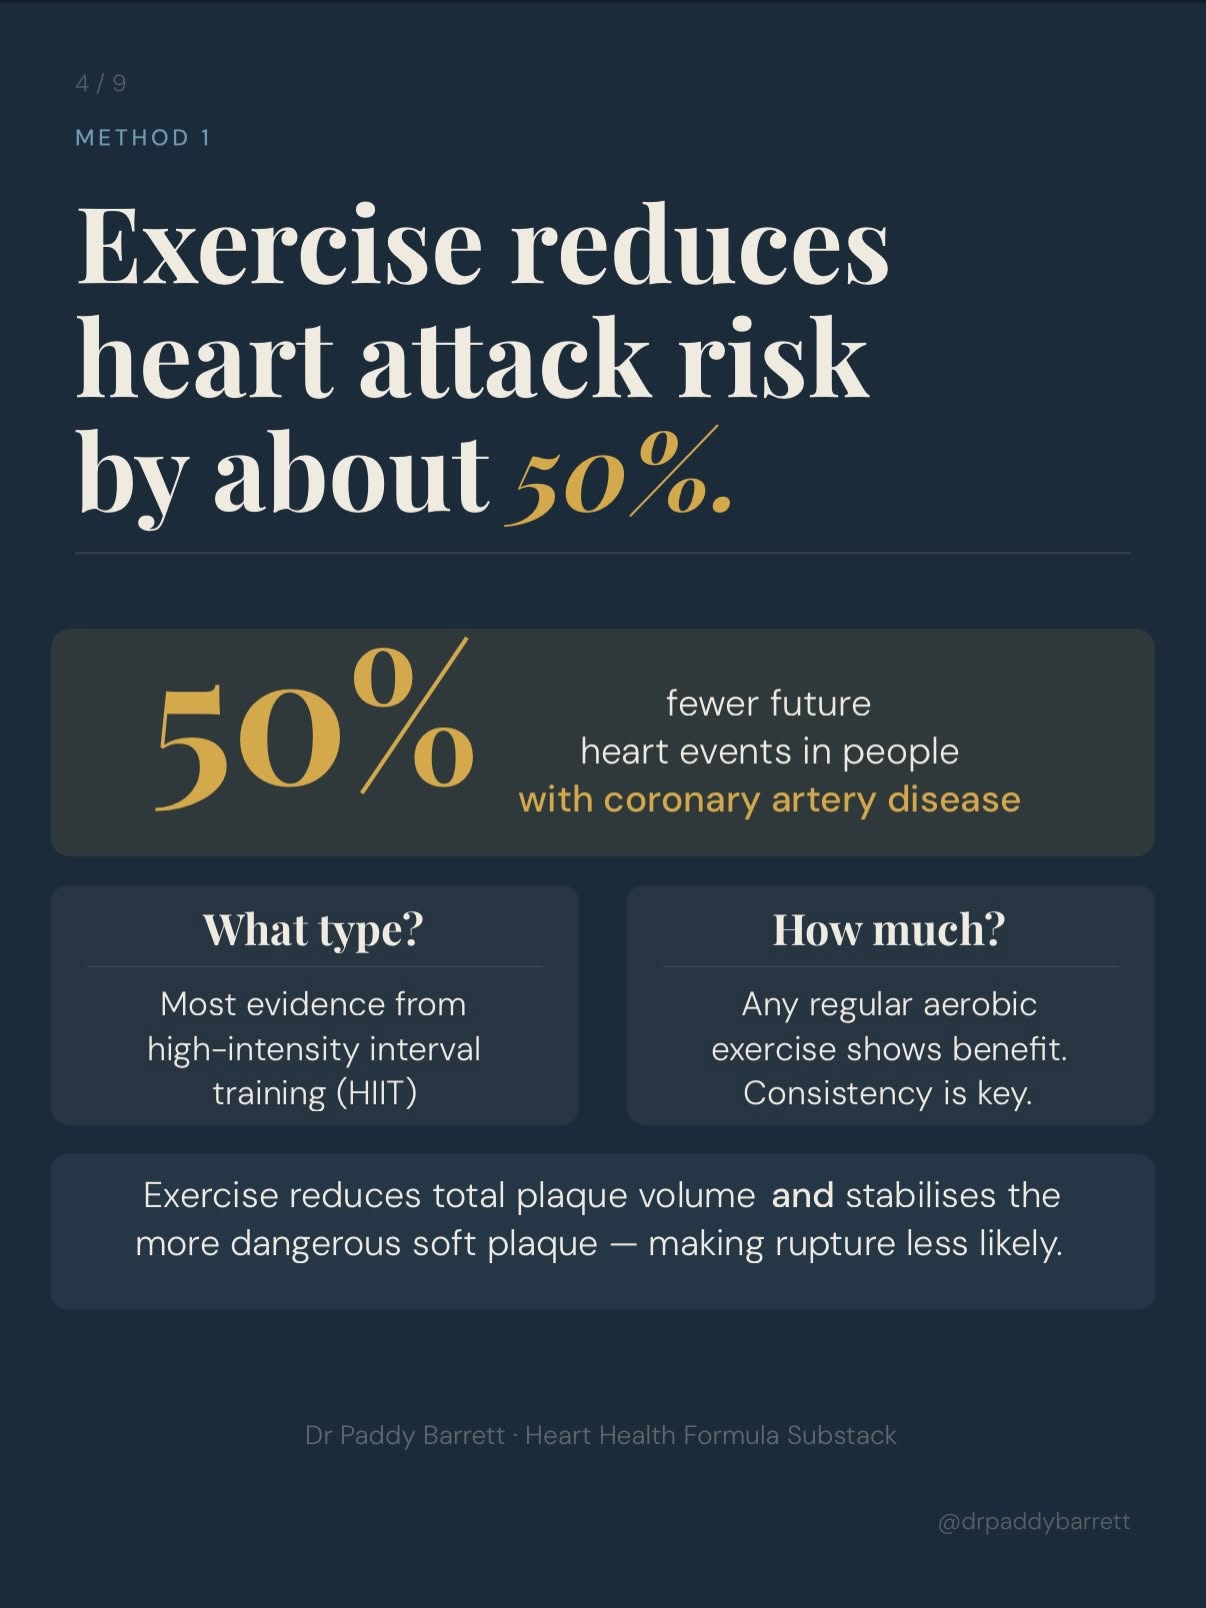 4 / 9
METHOD 1
Exercise reduces
heart attack risk
by about 50%.
50%
fewer future
heart events in people
with coronary artery disease
What type?
Most evidence from
high-intensity interval
training (HIIT)
How much?
Any regular aerobic
exercise shows benefit.
Consistency is key.
Exercise reduces total plaque volume and stabilises the
more dangerous soft plaque — making rupture less likely.
Dr Paddy Barrett · Heart Health Formula Substack
@drpaddybarrett